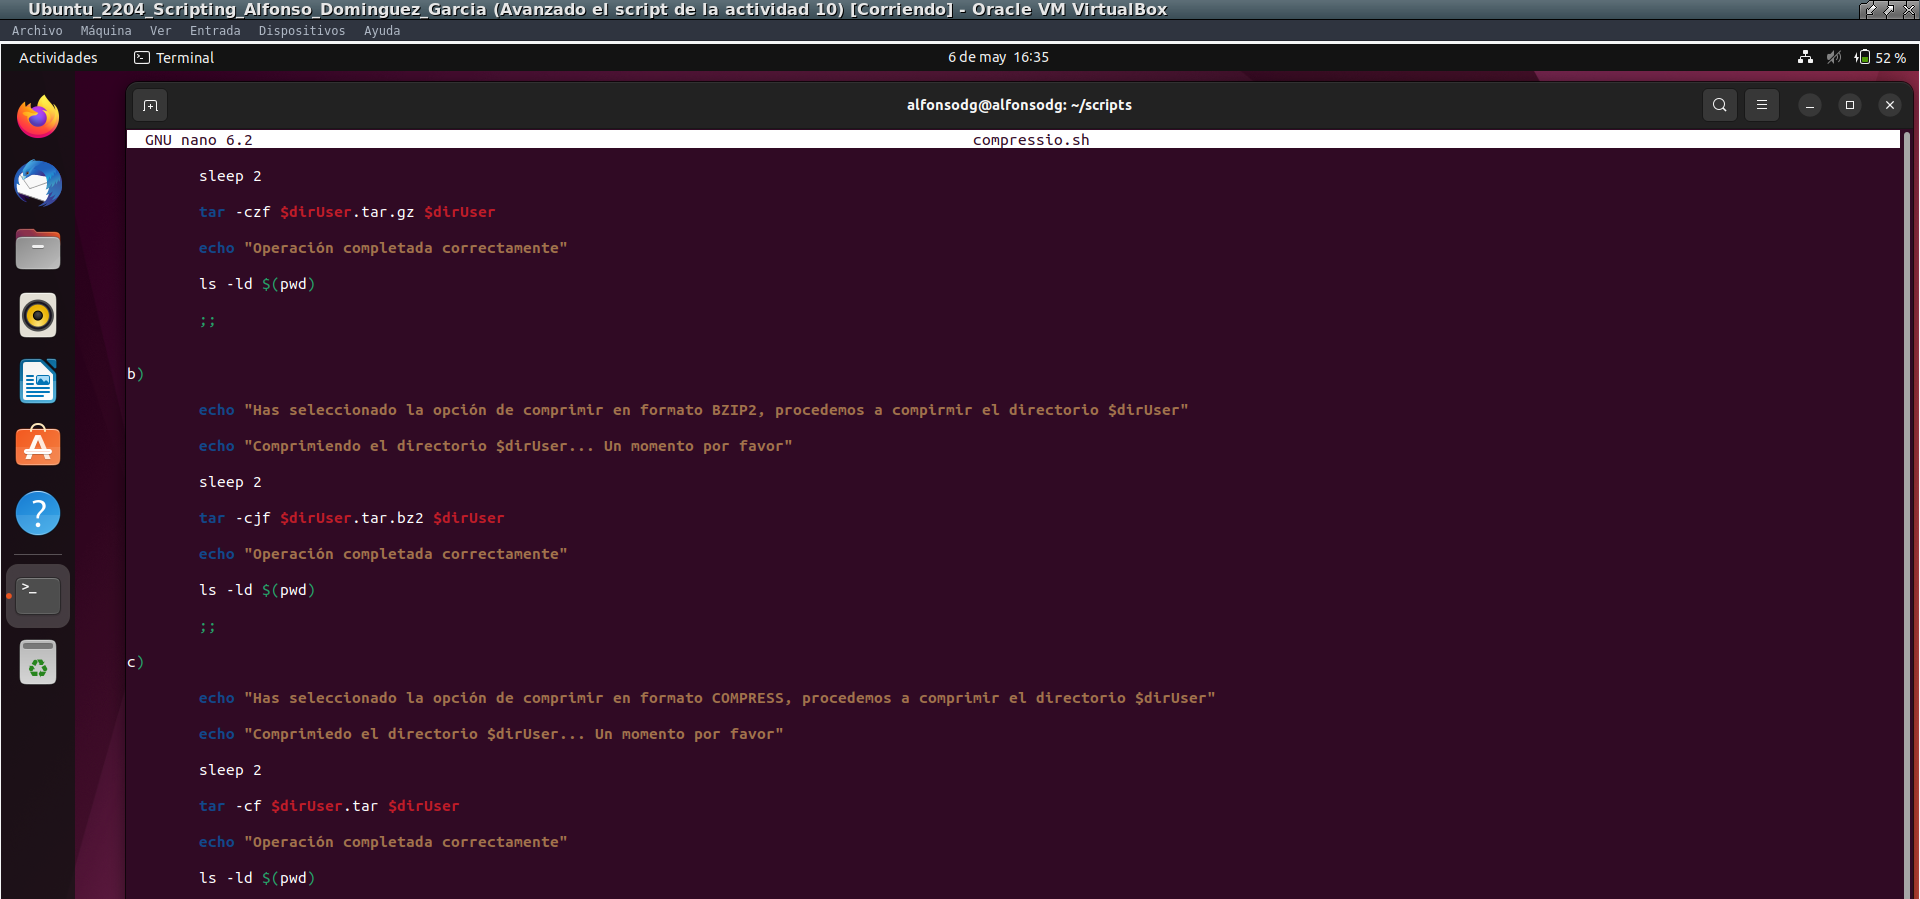 Ubuntu_2204_Scripting_Alfonso_Dominguez_Garcia (Avanzado el script de la actividad 10) [Corriendo] - Oracle VM VirtualBox
Archivo Máquina Ver Entrada Dispositivos Ayuda
Actividades Terminal 6 de may 16:35 52 %
alfonsodg@alfonsodg: ~/scripts
GNU nano 6.2 compressio.sh
sleep 2
tar -czf $dirUser.tar.gz $dirUser
echo "Operación completada correctamente"
ls -ld $(pwd)
;;
b)
echo "Has seleccionado la opción de comprimir en formato BZIP2, procedemos a compirmir el directorio $dirUser"
echo "Comprimiendo el directorio $dirUser... Un momento por favor"
sleep 2
tar -cjf $dirUser.tar.bz2 $dirUser
echo "Operación completada correctamente"
ls -ld $(pwd)
;;
c)
echo "Has seleccionado la opción de comprimir en formato COMPRESS, procedemos a comprimir el directorio $dirUser"
echo "Comprimiedo el directorio $dirUser... Un momento por favor"
sleep 2
tar -cf $dirUser.tar $dirUser
echo "Operación completada correctamente"
ls -ld $(pwd)